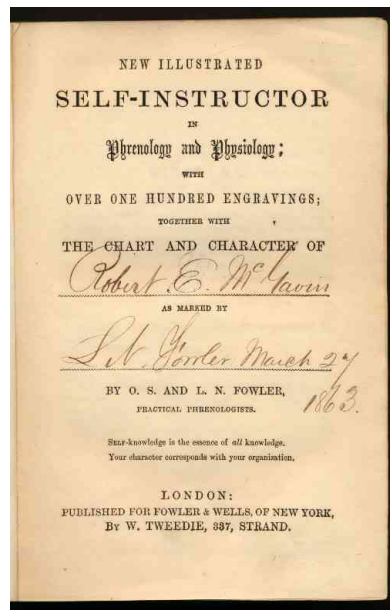 NEW ILLUSTRATED
SELF-INSTRUCTOR
IN
Phrenology and Physiology;
WITH
OVER ONE HUNDRED ENGRAVINGS;
TOGETHER WITH
THE CHART AND CHARACTER OF
Robert E. McGavin
AS MARKED BY
L N Fowler March 27
1863.
BY O. S. AND L. N. FOWLER,
PRACTICAL PHRENOLOGISTS.
SELF-knowledge is the essence of all knowledge.
Your character corresponds with your organization.
LONDON:
PUBLISHED FOR FOWLER & WELLS, OF NEW YORK,
BY W. TWEEDIE, 337, STRAND.